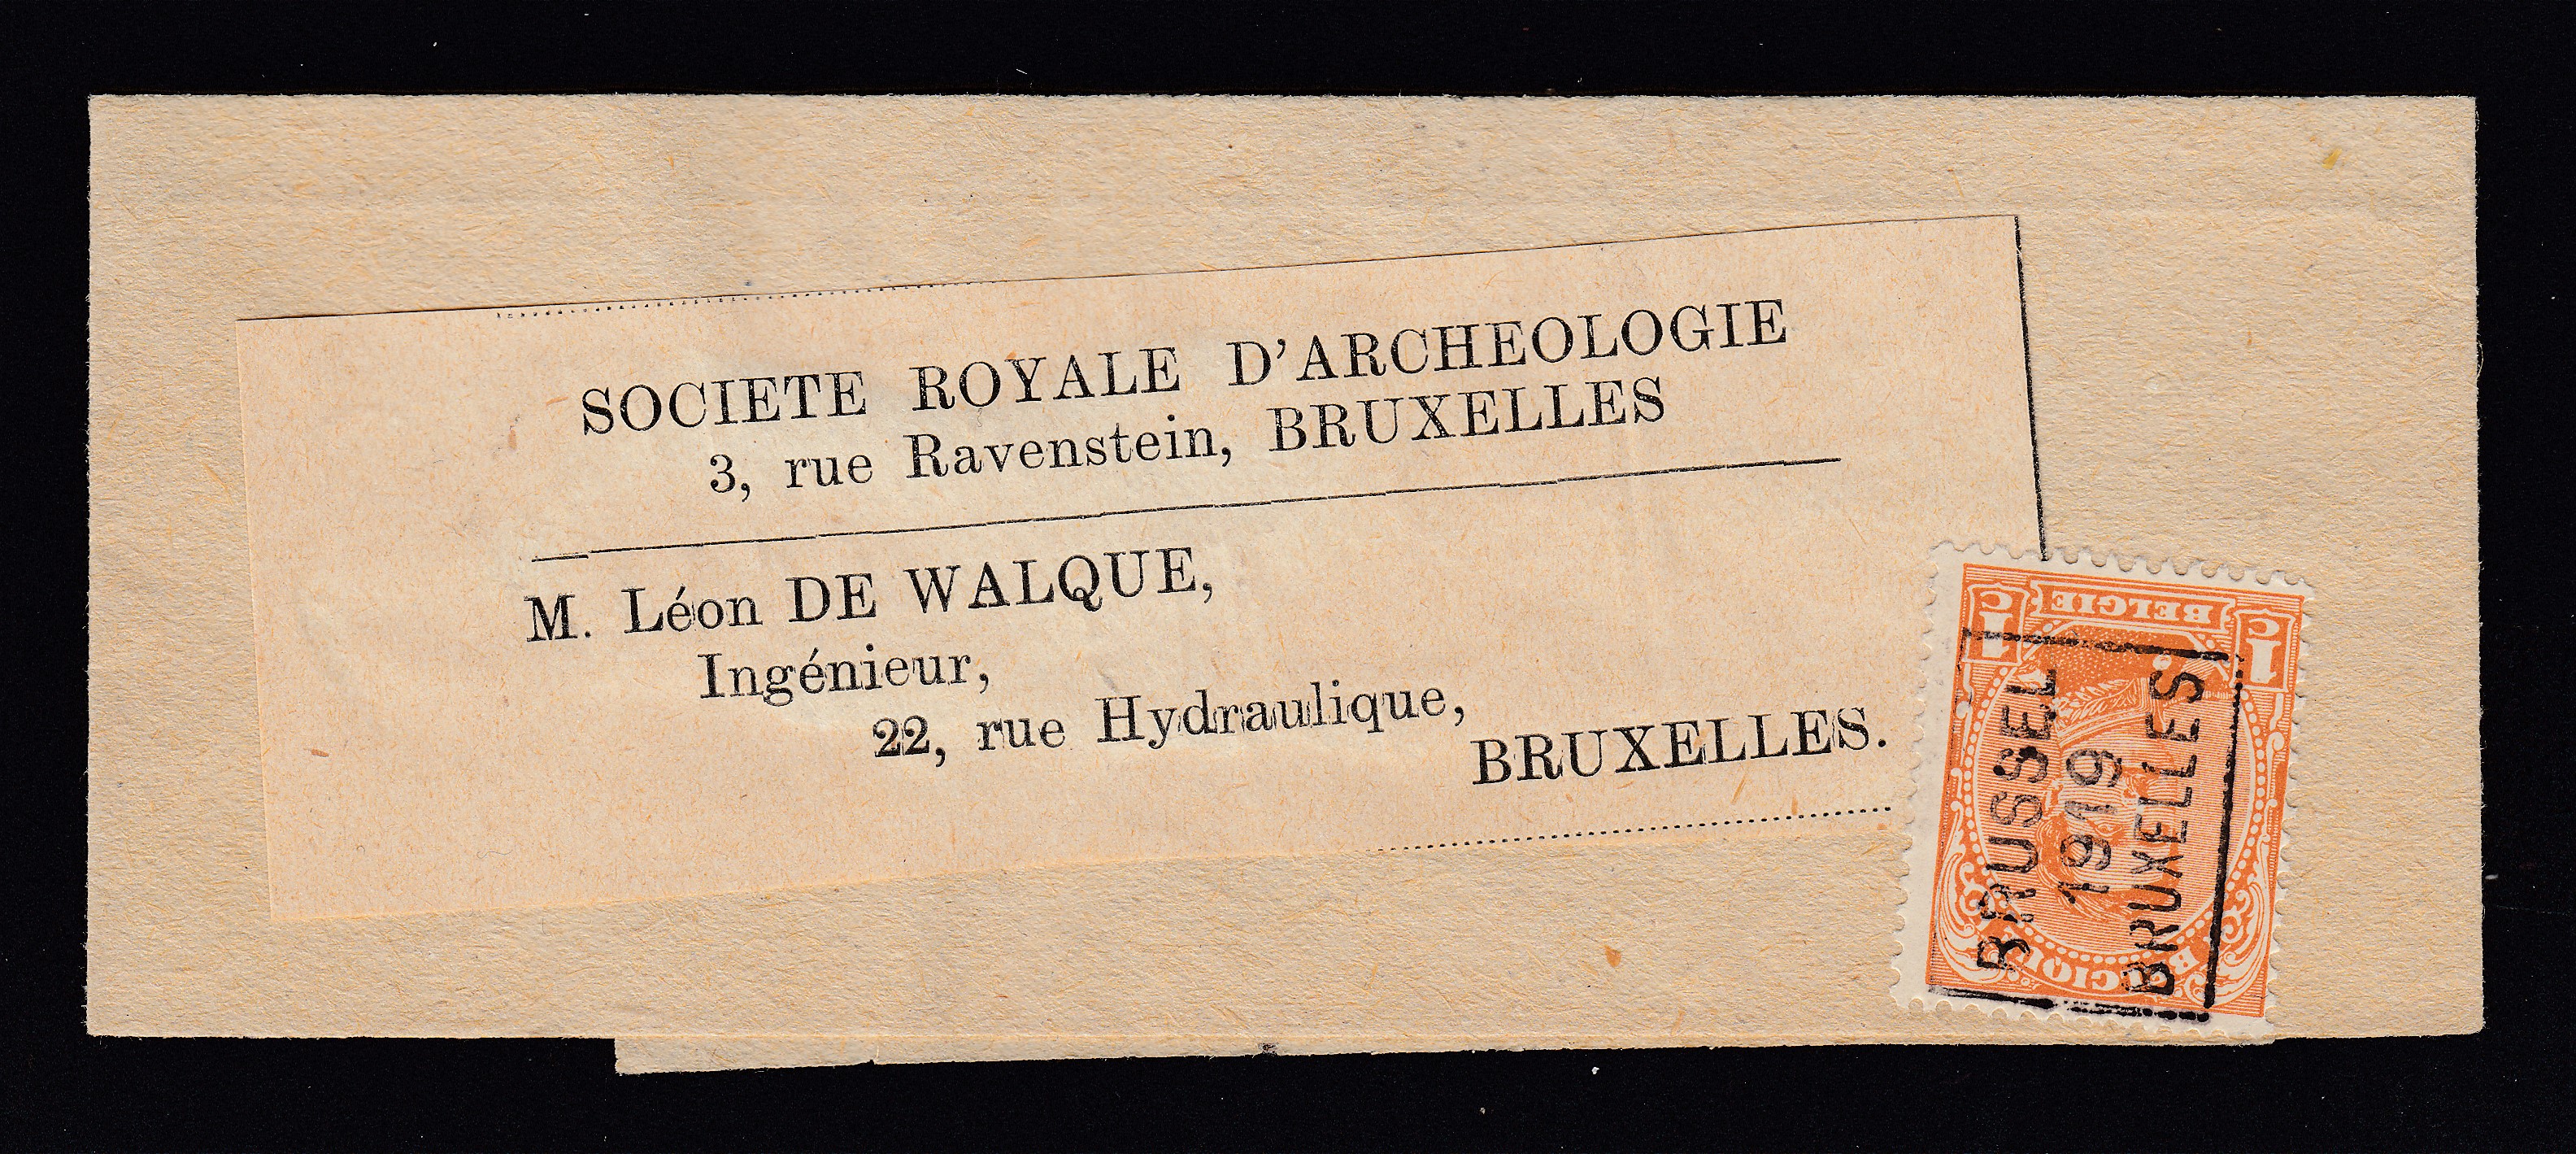 SOCIETE ROYALE D'ARCHEOLOGIE
3, rue Ravenstein, BRUXELLES
M. Léon DE WALQUE,
Ingénieur,
22, rue Hydraulique,
BRUXELLES.
BRUSSEL
1919
BRUXELLES
1 C
BELGIE
1 C